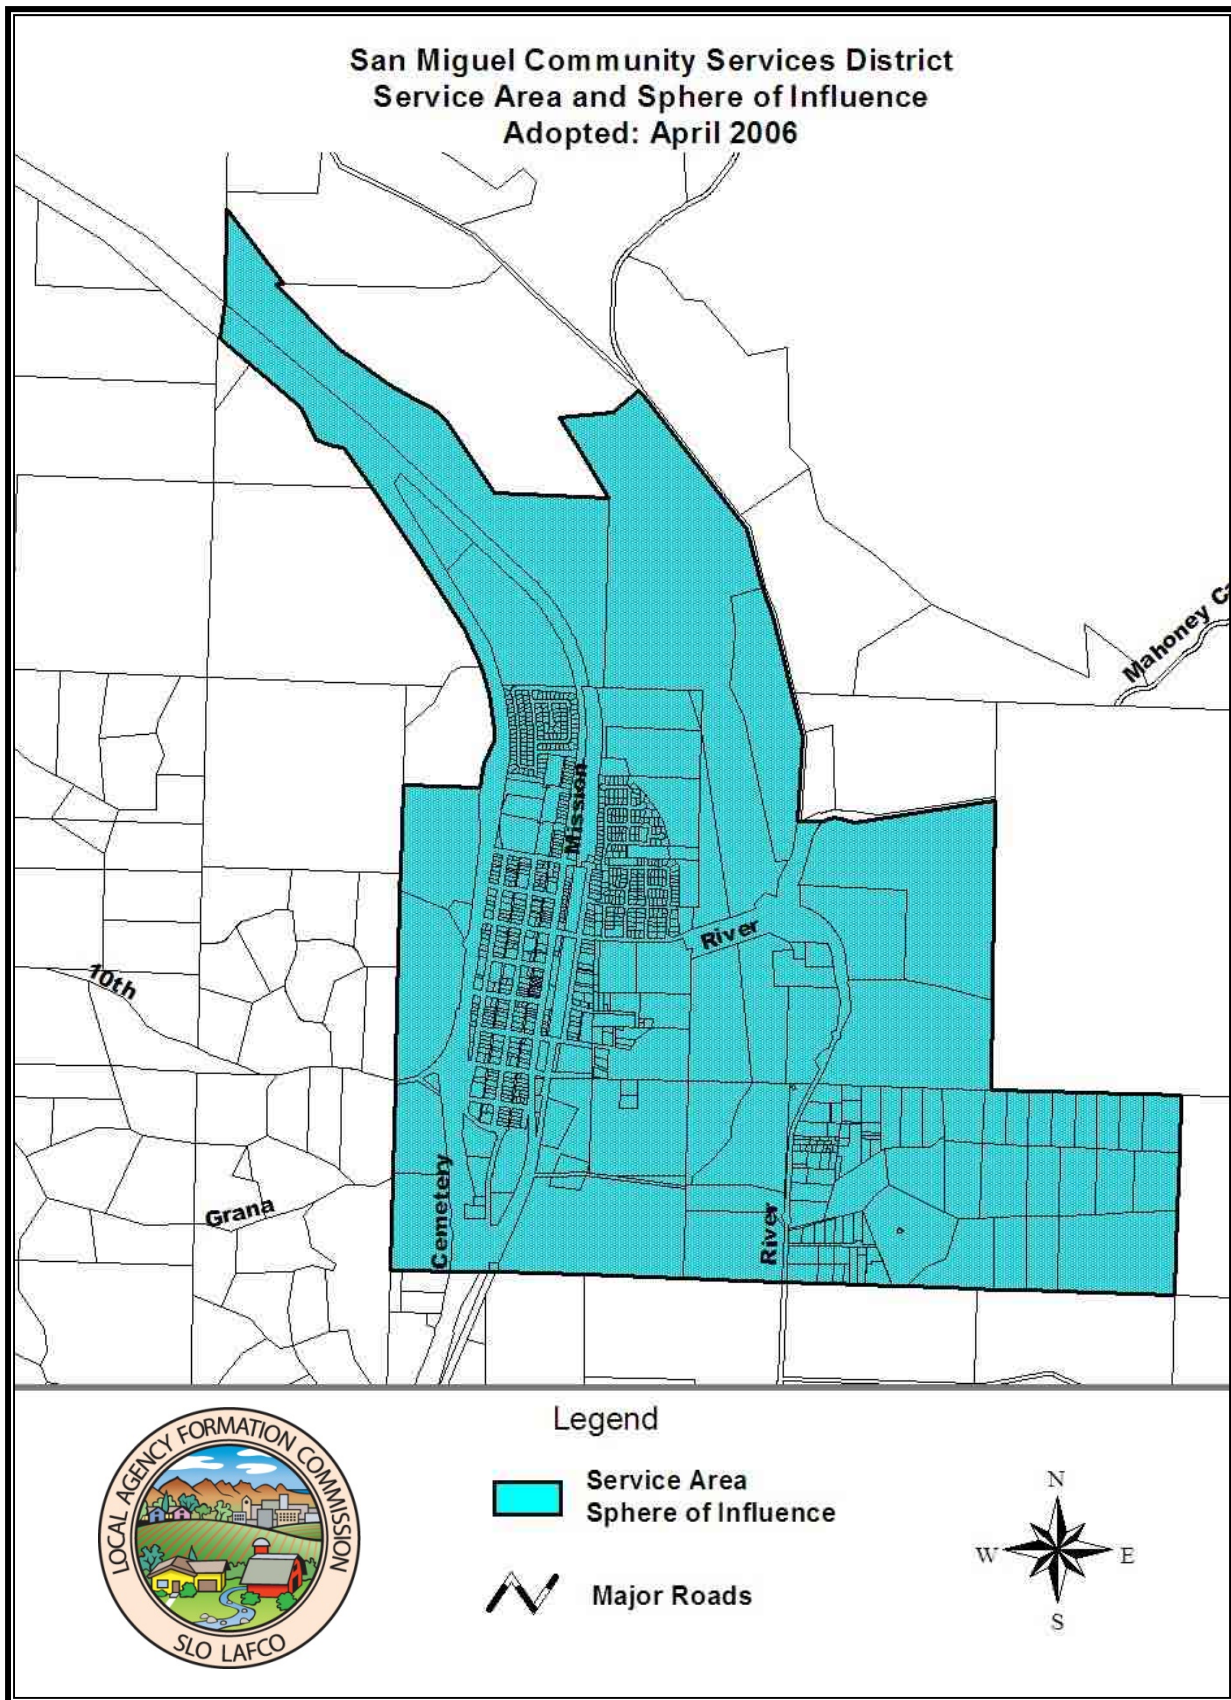 San Miguel Community Services District
Service Area and Sphere of Influence
Adopted: April 2006
Mahoney Ca
Mission
River
10th
Grana
Cemetery
River
Legend
Service Area
Sphere of Influence
Major Roads
LOCAL AGENCY FORMATION COMMISSION
SLO LAFCO
N
W
E
S